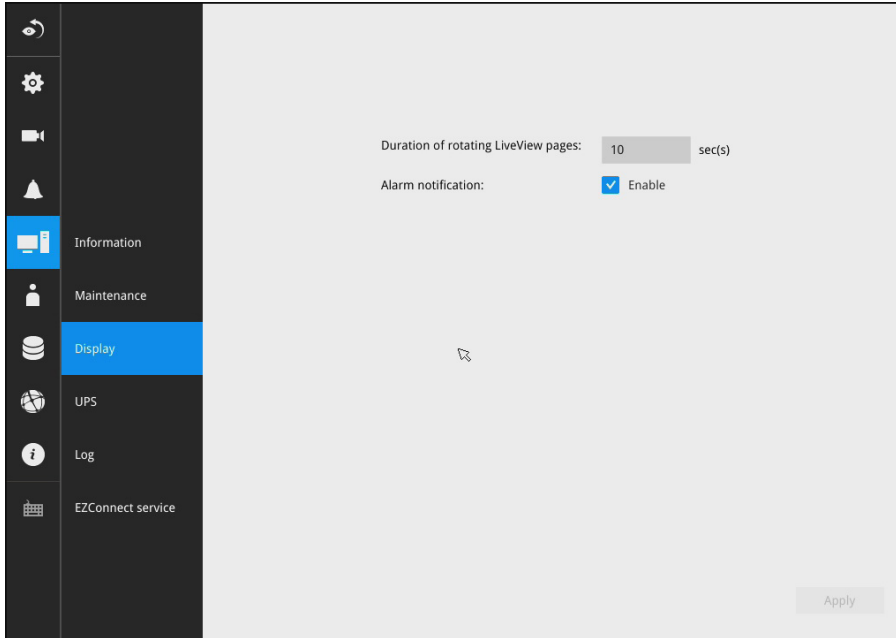 Duration of rotating LiveView pages: 10 sec(s)
Alarm notification: Enable
Information
Maintenance
Display
UPS
Log
EZConnect service
Apply